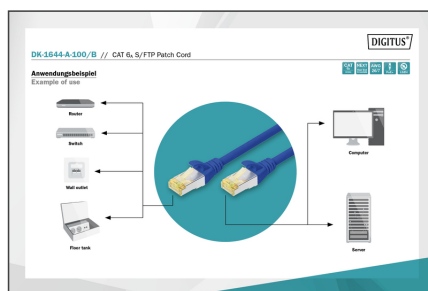 DIGITUS®
DK-1644-A-100/B // CAT 6A S/FTP Patch Cord
Anwendungsbeispiel
Example of use
Router
Switch
Wall outlet
Floor tank
Computer
Server